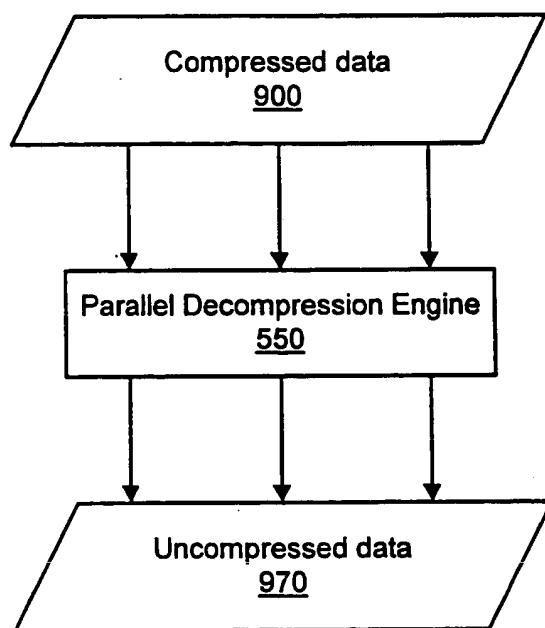 Compressed data
900
Parallel Decompression Engine
550
Uncompressed data
970